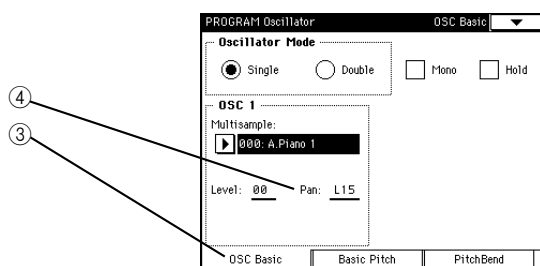 PROGRAM Oscillator OSC Basic
Oscillator Mode
Single Double Mono Hold
④
OSC 1
Multisample:
③
000: A.Piano 1
Level: 00 Pan: L15
OSC Basic Basic Pitch PitchBend